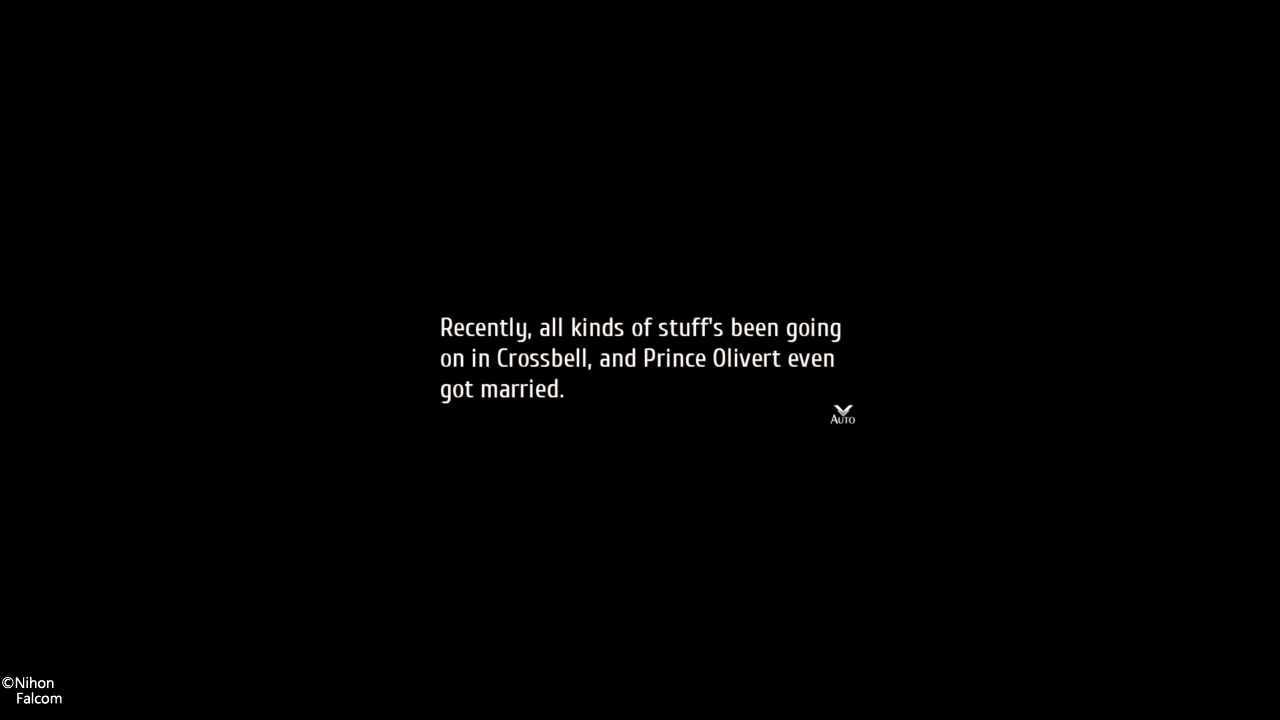 Recently, all kinds of stuff's been going
on in Crossbell, and Prince Olivert even
got married.
AUTO
©Nihon
Falcom